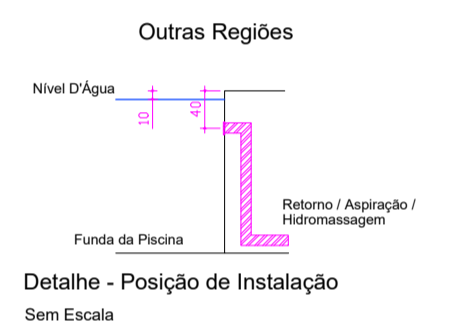 Outras Regiões
Nível D'Água
10
40
Retorno / Aspiração /
Hidromassagem
Funda da Piscina
Detalhe - Posição de Instalação
Sem Escala